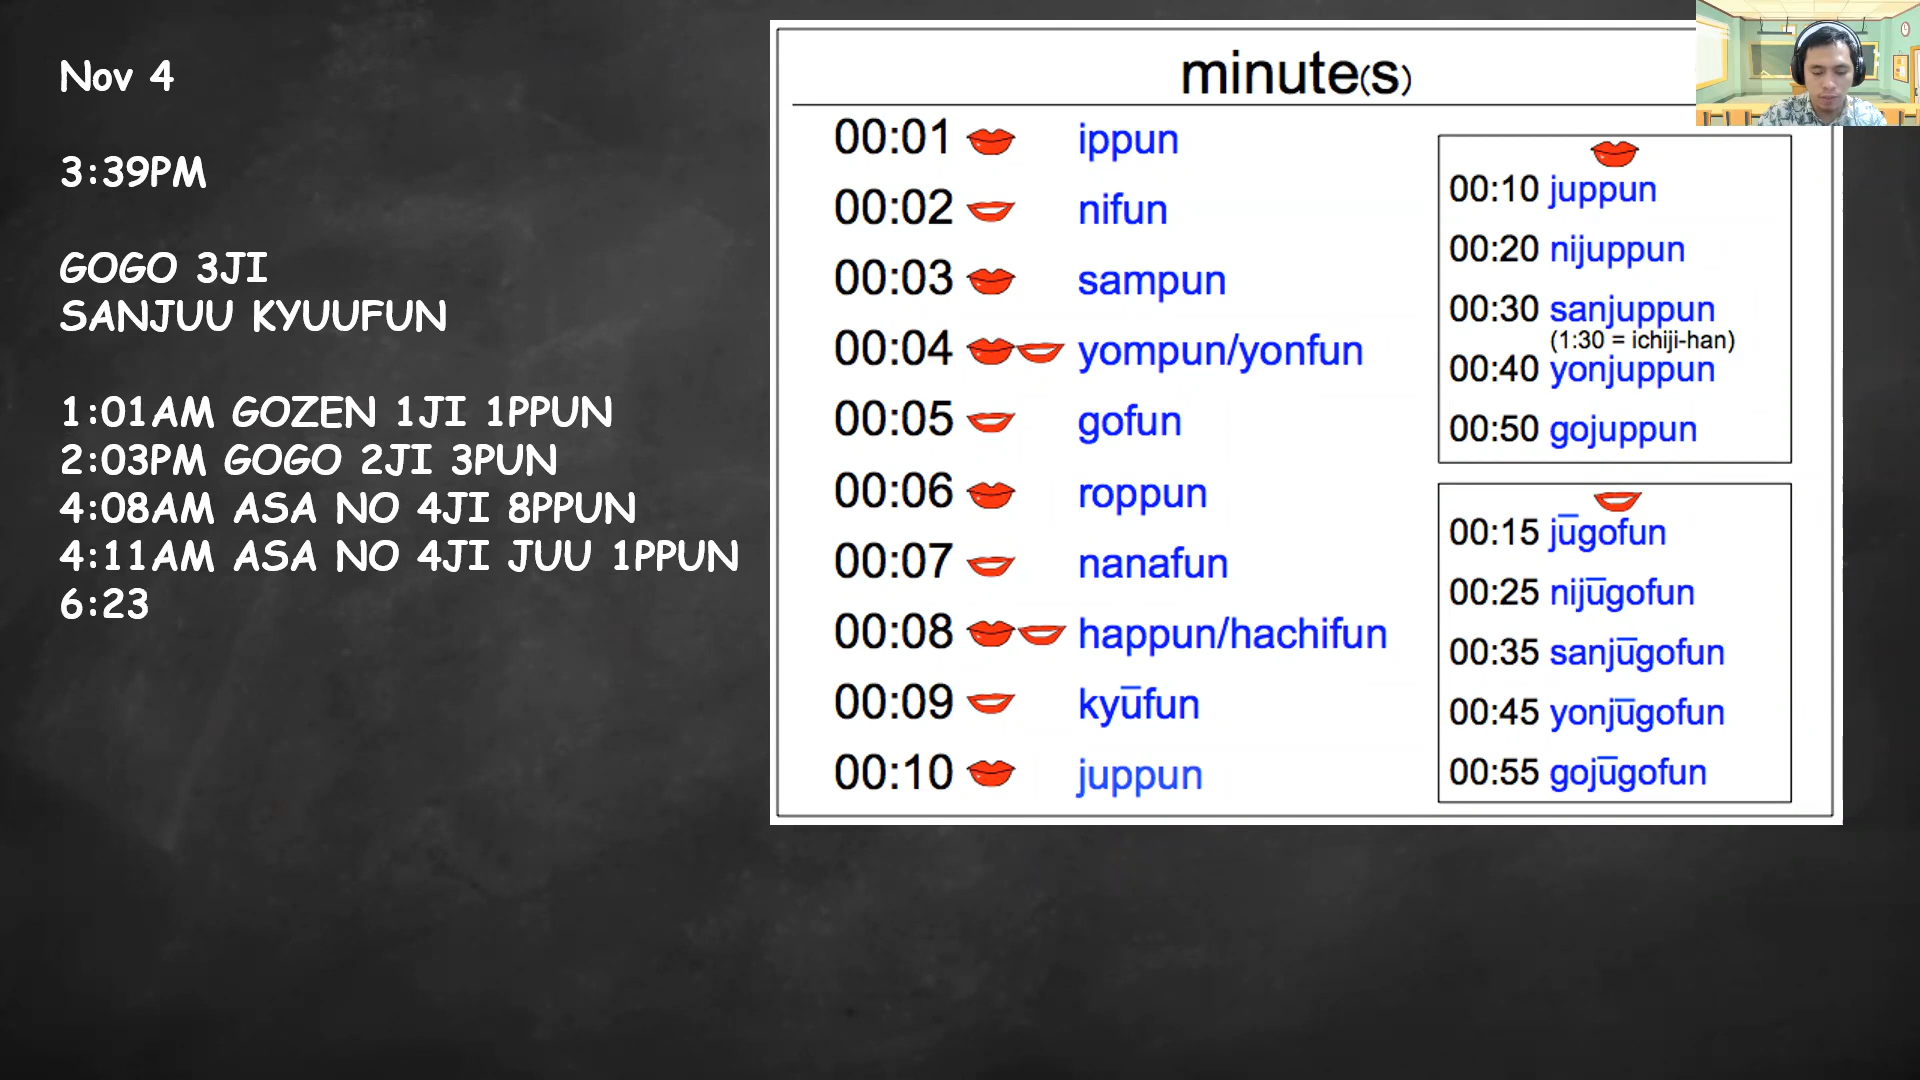 Nov 4
3:39PM
GOGO 3JI
SANJUU KYUUFUN
1:01AM GOZEN 1JI 1PPUN
2:03PM GOGO 2JI 3PUN
4:08AM ASA NO 4JI 8PPUN
4:11AM ASA NO 4JI JUU 1PPUN
6:23
minute(s)
00:01 ippun
00:02 nifun
00:03 sampun
00:04 yompun/yonfun
00:05 gofun
00:06 roppun
00:07 nanafun
00:08 happun/hachifun
00:09 kyūfun
00:10 juppun
00:10 juppun
00:20 nijuppun
00:30 sanjuppun
(1:30 = ichiji-han)
00:40 yonjuppun
00:50 gojuppun
00:15 jūgofun
00:25 nijūgofun
00:35 sanjūgofun
00:45 yonjūgofun
00:55 gojūgofun